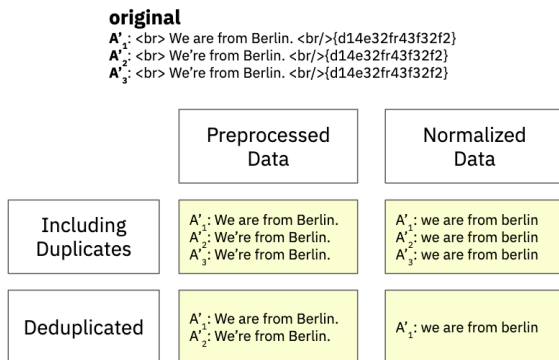 original
A'₁: <br> We are from Berlin. <br/>{d14e32fr43f32f2}
A'₂: <br> We're from Berlin. <br/>{d14e32fr43f32f2}
A'₃: <br> We're from Berlin. <br/>{d14e32fr43f32f2}
Preprocessed
Data
Normalized
Data
Including
Duplicates
A'₁: We are from Berlin.
A'₂: We're from Berlin.
A'₃: We're from Berlin.
A'₁: we are from berlin
A'₂: we are from berlin
A'₃: we are from berlin
Deduplicated
A'₁: We are from Berlin.
A'₂: We're from Berlin.
A'₁: we are from berlin